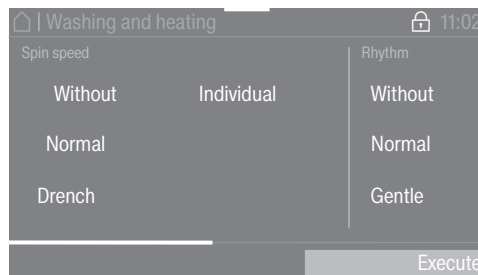 | Washing and heating 11:02
Spin speed Rhythm
Without Individual Without
Normal Normal
Drench Gentle
Execute